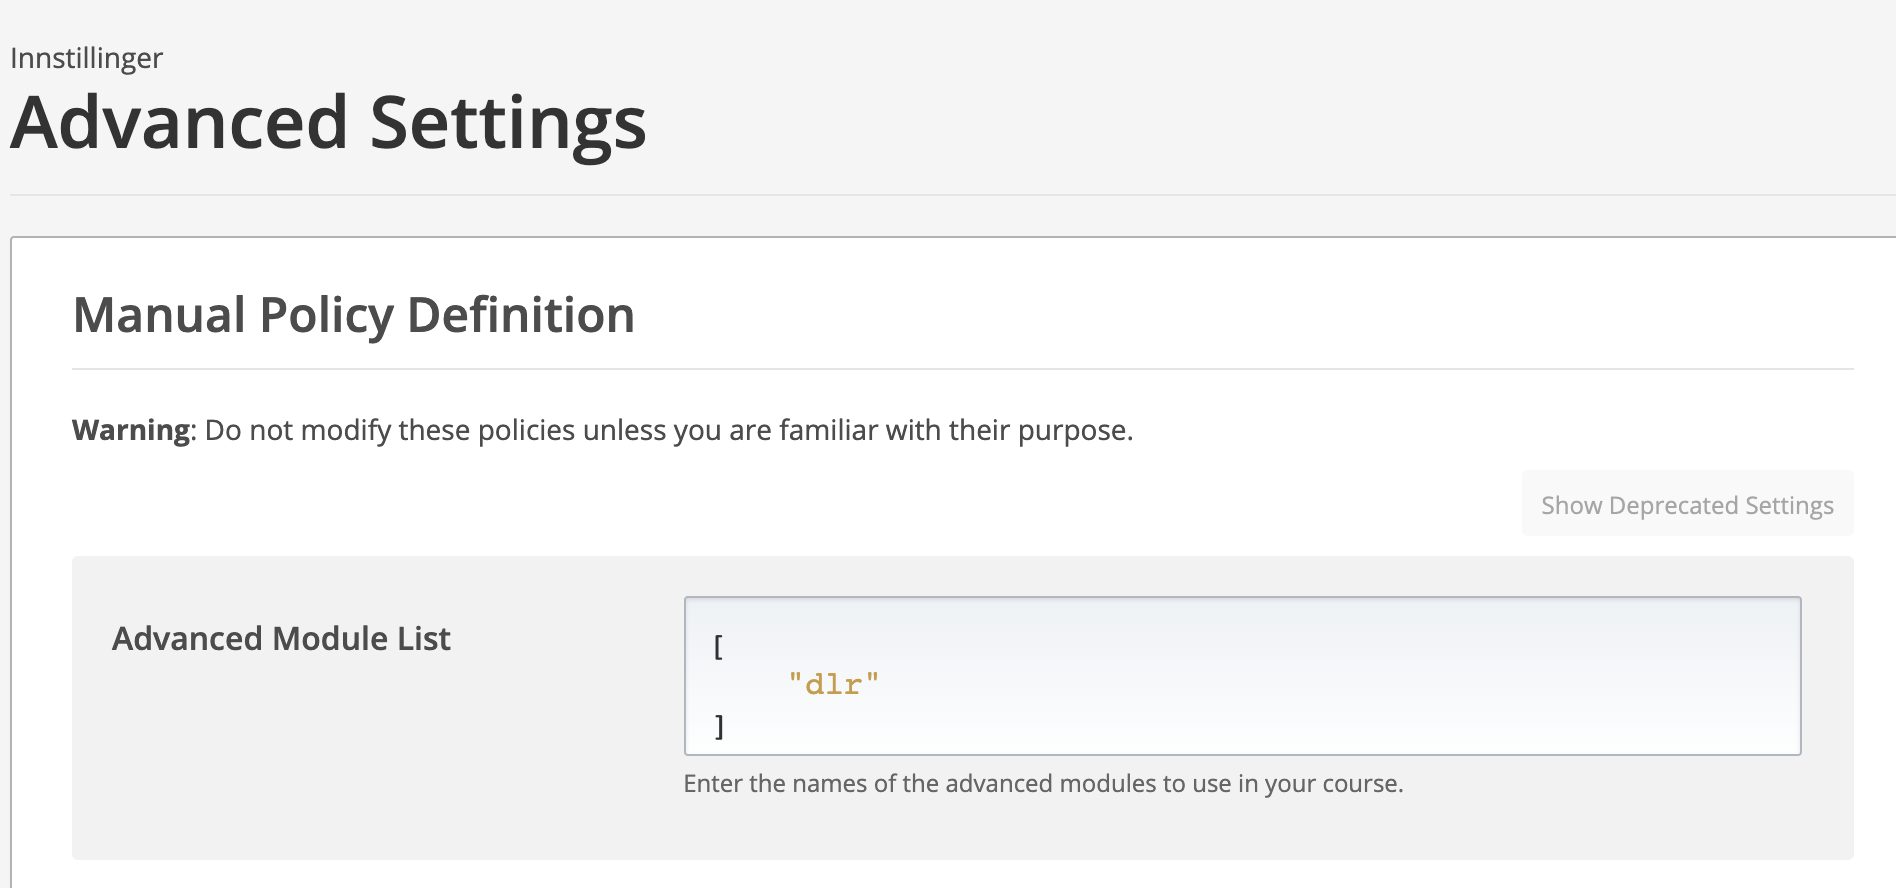 Innstillinger
Advanced Settings
Manual Policy Definition
Warning: Do not modify these policies unless you are familiar with their purpose.
Show Deprecated Settings
Advanced Module List
[
"dlr"
]
Enter the names of the advanced modules to use in your course.